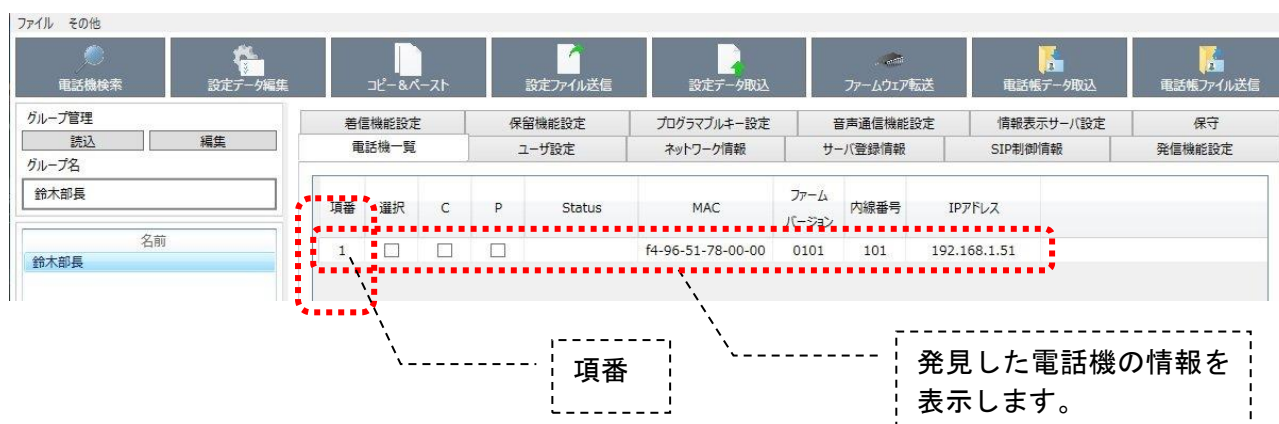 ファイル その他
電話機検索 設定データ編集 コピー&ペースト 設定ファイル送信 設定データ取込 ファームウェア転送 電話帳データ取込 電話帳ファイル送信
グループ管理
読込 編集
グループ名
鈴木部長
名前
鈴木部長
着信機能設定 保留機能設定 プログラマブルキー設定 音声通信機能設定 情報表示サーバ設定 保守
電話機一覧 ユーザ設定 ネットワーク情報 サーバ登録情報 SIP制御情報 発信機能設定
項番 選択 C P Status MAC ファームバージョン 内線番号 IPアドレス
1 f4-96-51-78-00-00 0101 101 192.168.1.51
項番
発見した電話機の情報を
表示します。